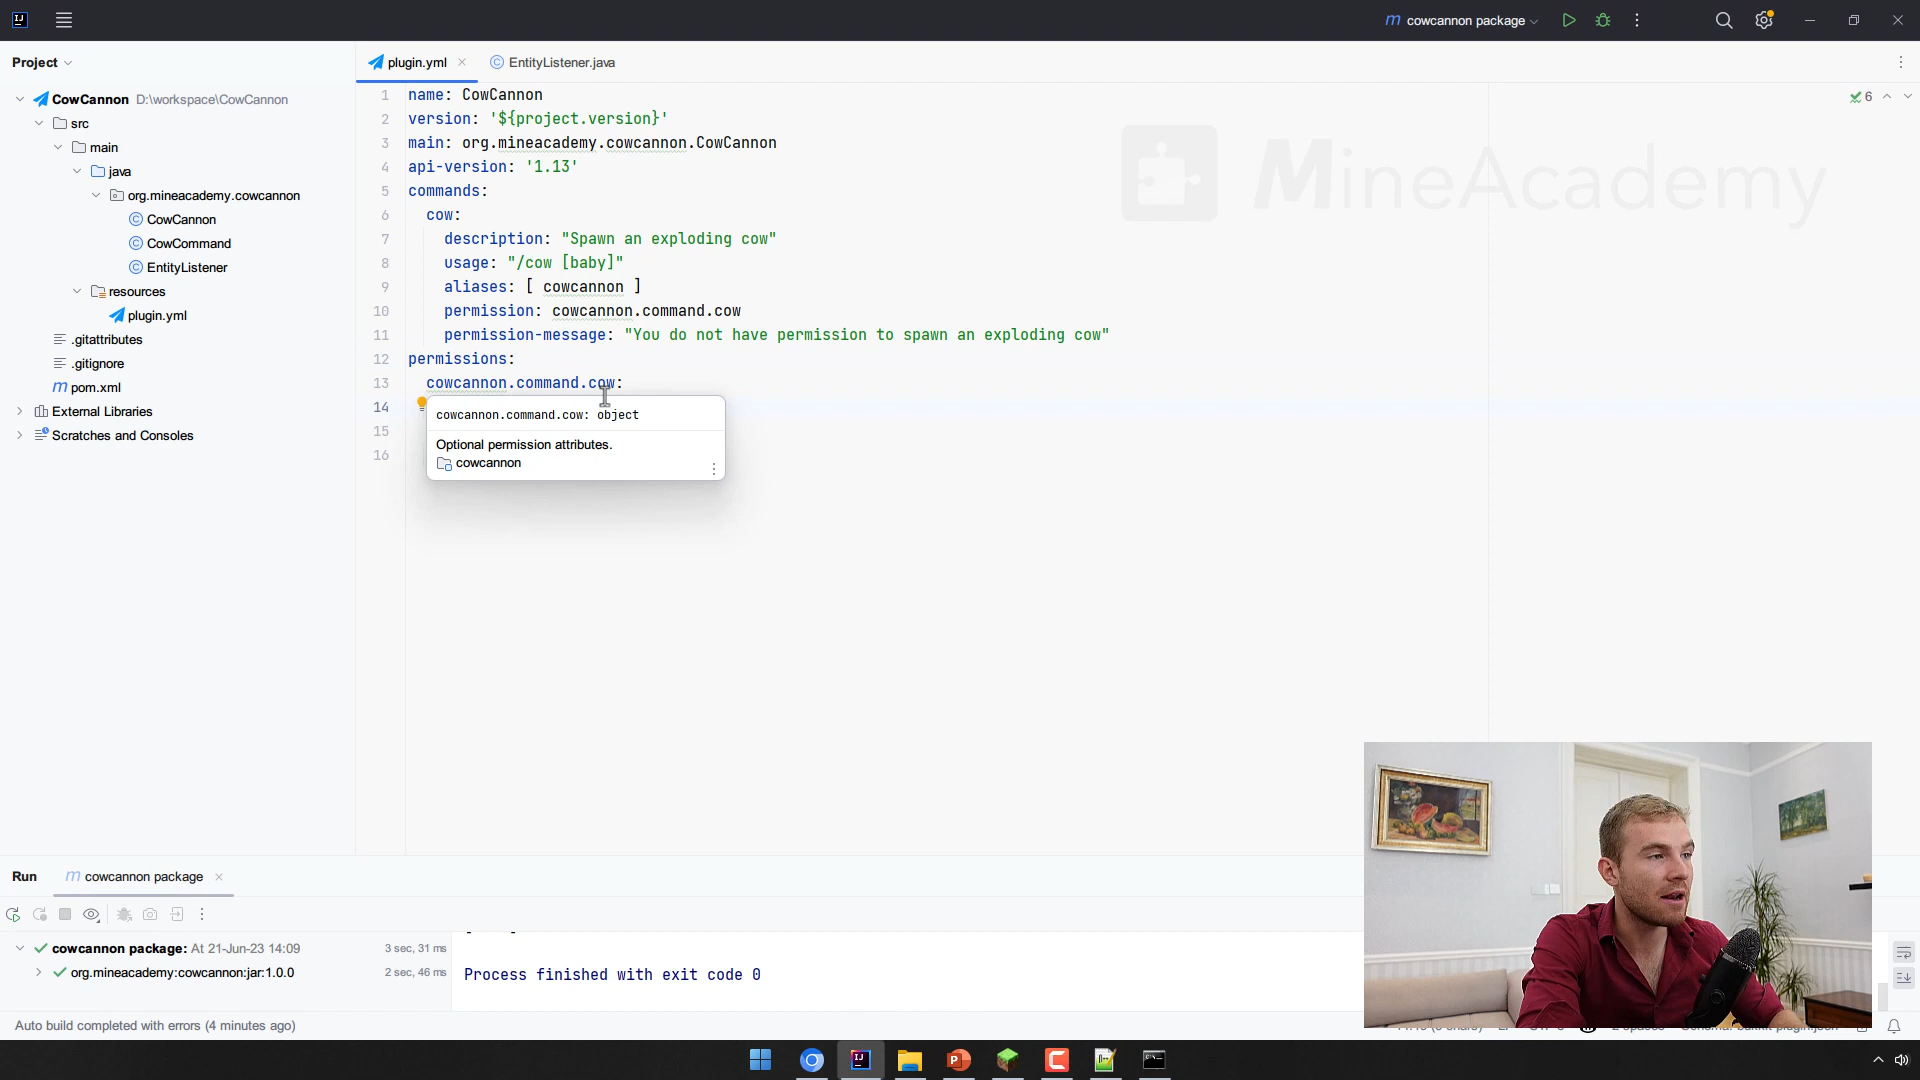 cowcannon package
Project
plugin.yml
EntityListener.java
CowCannon D:\workspace\CowCannon
src
main
java
org.mineacademy.cowcannon
CowCannon
CowCommand
EntityListener
resources
plugin.yml
.gitattributes
.gitignore
pom.xml
External Libraries
Scratches and Consoles
1 name: CowCannon
2 version: '${project.version}'
3 main: org.mineacademy.cowcannon.CowCannon
4 api-version: '1.13'
5 commands:
6 cow:
7 description: "Spawn an exploding cow"
8 usage: "/cow [baby]"
9 aliases: [ cowcannon ]
10 permission: cowcannon.command.cow
11 permission-message: "You do not have permission to spawn an exploding cow"
12 permissions:
13 cowcannon.command.cow:
14
15
16
cowcannon.command.cow: object
Optional permission attributes.
cowcannon
6
MineAcademy
Run
cowcannon package
cowcannon package: At 21-Jun-23 14:09 3 sec, 31 ms
org.mineacademy:cowcannon:jar:1.0.0 2 sec, 46 ms
Process finished with exit code 0
Auto build completed with errors (4 minutes ago)